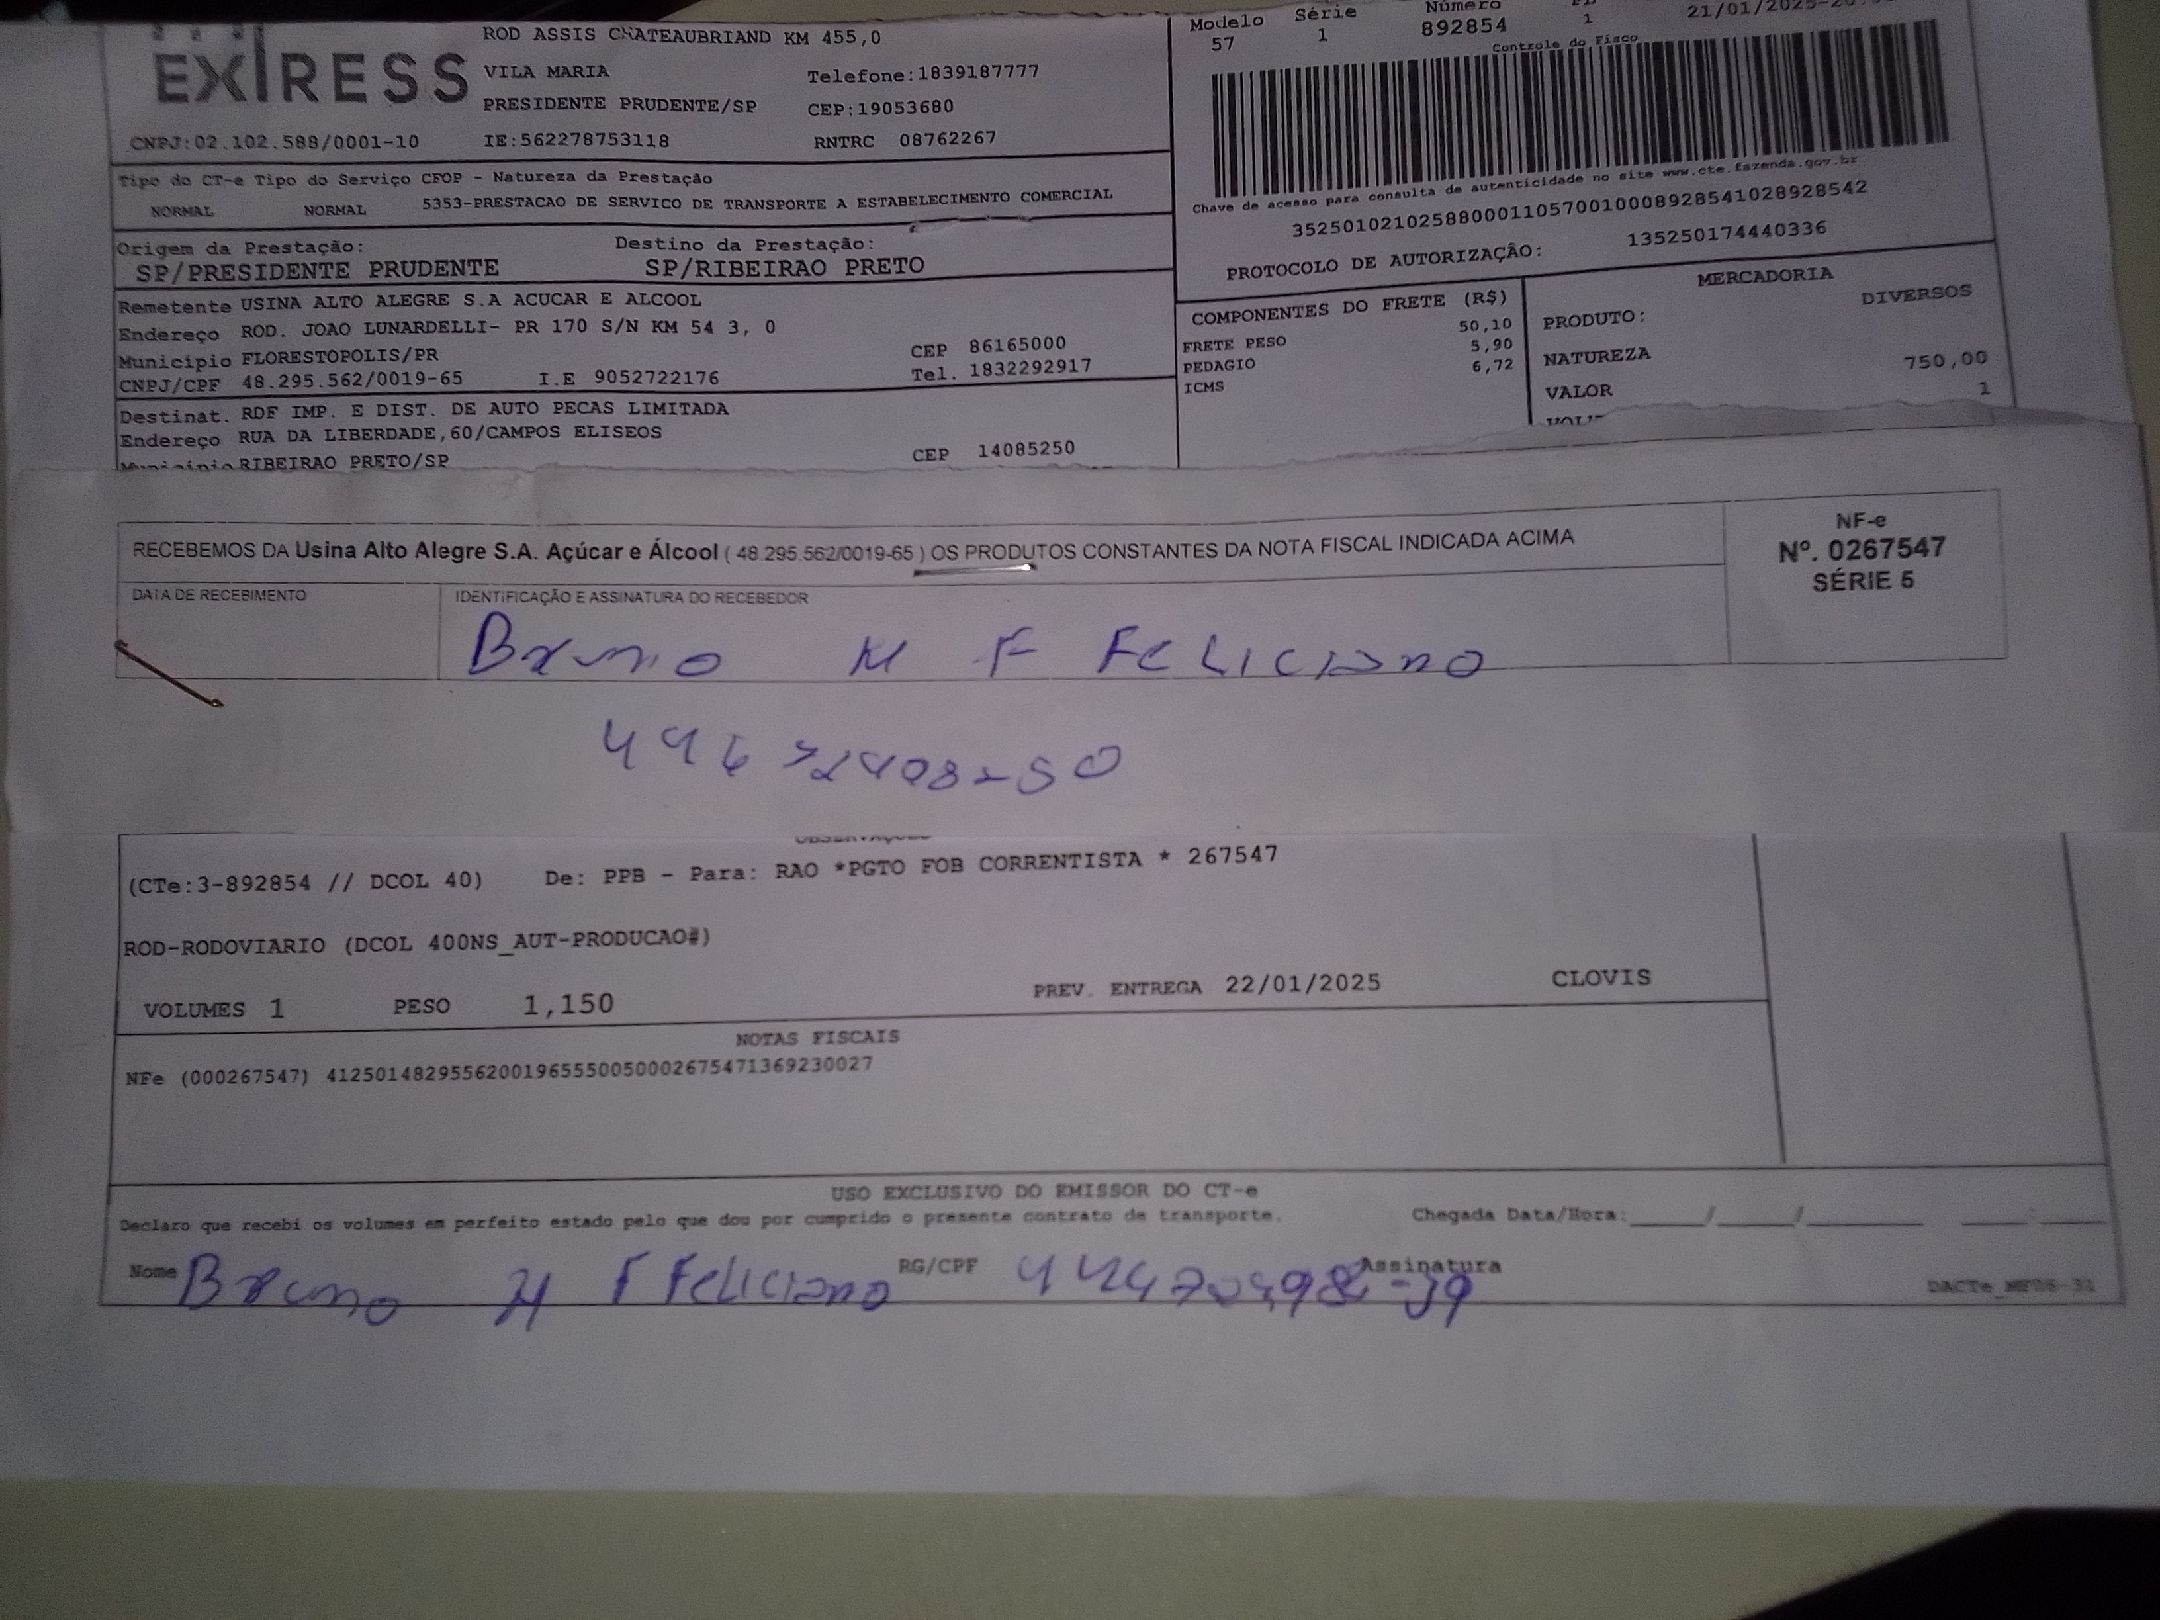 EXPRESS
ROD ASSIS CHATEAUBRIAND KM 455,0
VILA MARIA Telefone:1839187777
PRESIDENTE PRUDENTE/SP CEP:19053680
CNPJ:02.102.588/0001-10 IE:562278753118 RNTRC 08762267
Modelo Série Número
57 1 892854 1 21/01/2025
Controle do Fisco
Chave de acesso para consulta de autenticidade no site www.cte.fazenda.gov.br
35250102102588000110570010008928541028928542
PROTOCOLO DE AUTORIZAÇÃO: 135250174440336
Tipo do CT-e Tipo do Serviço CFOP - Natureza da Prestação
NORMAL NORMAL 5353-PRESTACAO DE SERVICO DE TRANSPORTE A ESTABELECIMENTO COMERCIAL
Origem da Prestação: Destino da Prestação:
SP/PRESIDENTE PRUDENTE SP/RIBEIRAO PRETO
Remetente USINA ALTO ALEGRE S.A ACUCAR E ALCOOL
Endereço ROD. JOAO LUNARDELLI- PR 170 S/N KM 54 3, 0
Município FLORESTOPOLIS/PR CEP 86165000
CNPJ/CPF 48.295.562/0019-65 I.E 9052722176 Tel. 1832292917
Destinat. RDF IMP. E DIST. DE AUTO PECAS LIMITADA
Endereço RUA DA LIBERDADE,60/CAMPOS ELISEOS
Município RIBEIRAO PRETO/SP CEP 14085250
COMPONENTES DO FRETE (R$)
FRETE PESO 50,10
PEDAGIO 5,90
ICMS 6,72
MERCADORIA
PRODUTO: DIVERSOS
NATUREZA
VALOR 750,00
1
RECEBEMOS DA Usina Alto Alegre S.A. Açúcar e Álcool ( 48.295.562/0019-65 ) OS PRODUTOS CONSTANTES DA NOTA FISCAL INDICADA ACIMA
NF-e
Nº. 0267547
SÉRIE 5
DATA DE RECEBIMENTO IDENTIFICAÇÃO E ASSINATURA DO RECEBEDOR
Bruno H F Feliciano
OBSERVAÇÕES
(CTe:3-892854 // DCOL 40) De: PPB - Para: RAO *PGTO FOB CORRENTISTA * 267547
ROD-RODOVIARIO (DCOL 400NS_AUT-PRODUCAO#)
VOLUMES 1 PESO 1,150 PREV. ENTREGA 22/01/2025 CLOVIS
NOTAS FISCAIS
NFe (000267547) 41250148295562001965550050002675471369230027
USO EXCLUSIVO DO EMISSOR DO CT-e
Declaro que recebi os volumes em perfeito estado pelo que dou por cumprido o presente contrato de transporte. Chegada Data/Hora:_____/_____/_______ ____:____
Nome Bruno H F Feliciano RG/CPF Assinatura